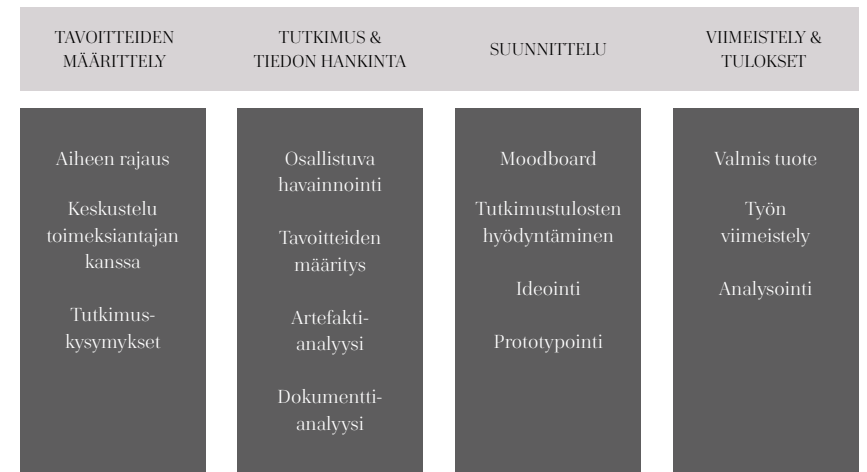 TAVOITTEIDEN
MÄÄRITTELY
TUTKIMUS &
TIEDON HANKINTA
SUUNNITTELU
VIIMEISTELY &
TULOKSET
Aiheen rajaus
Keskustelu
toimeksiantajan
kanssa
Tutkimus-
kysymykset
Osallistuva
havainnointi
Tavoitteiden
määritys
Artefakti-
analyysi
Dokumentti-
analyysi
Moodboard
Tutkimustulosten
hyödyntäminen
Ideointi
Prototypointi
Valmis tuote
Työn
viimeistely
Analysointi